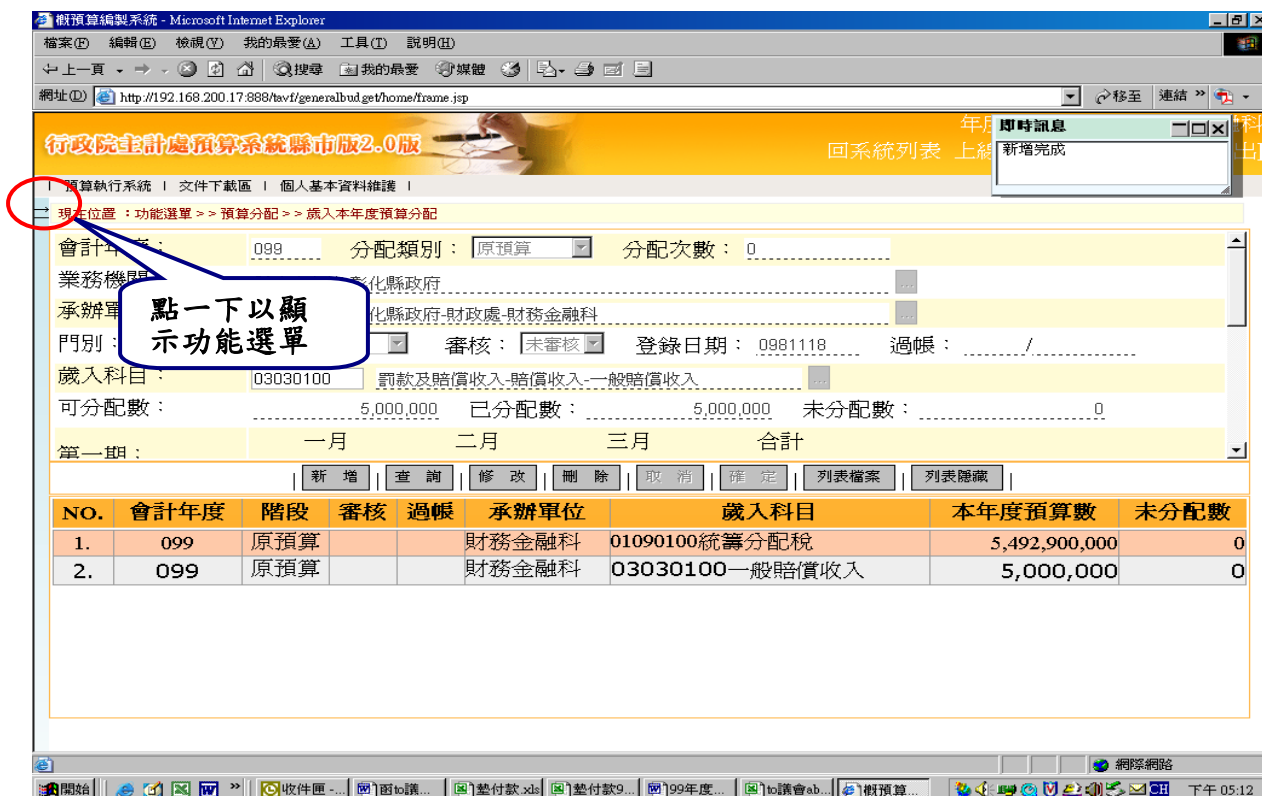 概預算編製系統 - Microsoft Internet Explorer
檔案(F) 編輯(E) 檢視(V) 我的最愛(A) 工具(T) 說明(H)
上一頁 搜尋 我的最愛 媒體
網址(D) http://192.168.200.17:888/tavf/generalbudget/home/frame.jsp 移至 連結 »
行政院主計處預算系統縣市版2.0版
年度
回系統列表 上線
即時訊息
新增完成
| 預算執行系統 | 文件下載區 | 個人基本資料維護 |
現在位置 :功能選單>>預算分配>>歲入本年度預算分配
會計年度: 099 分配類別: 原預算 分配次數: 0
業務機關 彰化縣政府 ...
承辦單 化縣政府-財政處-財務金融科 ...
點一下以顯
示功能選單
門別: 審核: 未審核 登錄日期: 0981118 過帳: /
歲入科目: 03030100 罰款及賠償收入-賠償收入-一般賠償收入 ...
可分配數: 5,000,000 已分配數: 5,000,000 未分配數: 0
一月 二月 三月 合計
第一期:
| 新 增 | 查 詢 | 修 改 | 刪 除 | 取 消 | 確 定 | 列表檔案 | 列表隱藏 |
NO. 會計年度 階段 審核 過帳 承辦單位 歲入科目 本年度預算數 未分配數
1. 099 原預算 財務金融科 01090100統籌分配稅 5,492,900,000 0
2. 099 原預算 財務金融科 03030100一般賠償收入 5,000,000 0
網際網路
開始 » 收件匣 -... 函to議... 墊付款.xls 墊付款9... 99年度... to議會ab... 概預算... CH 下午 05:12